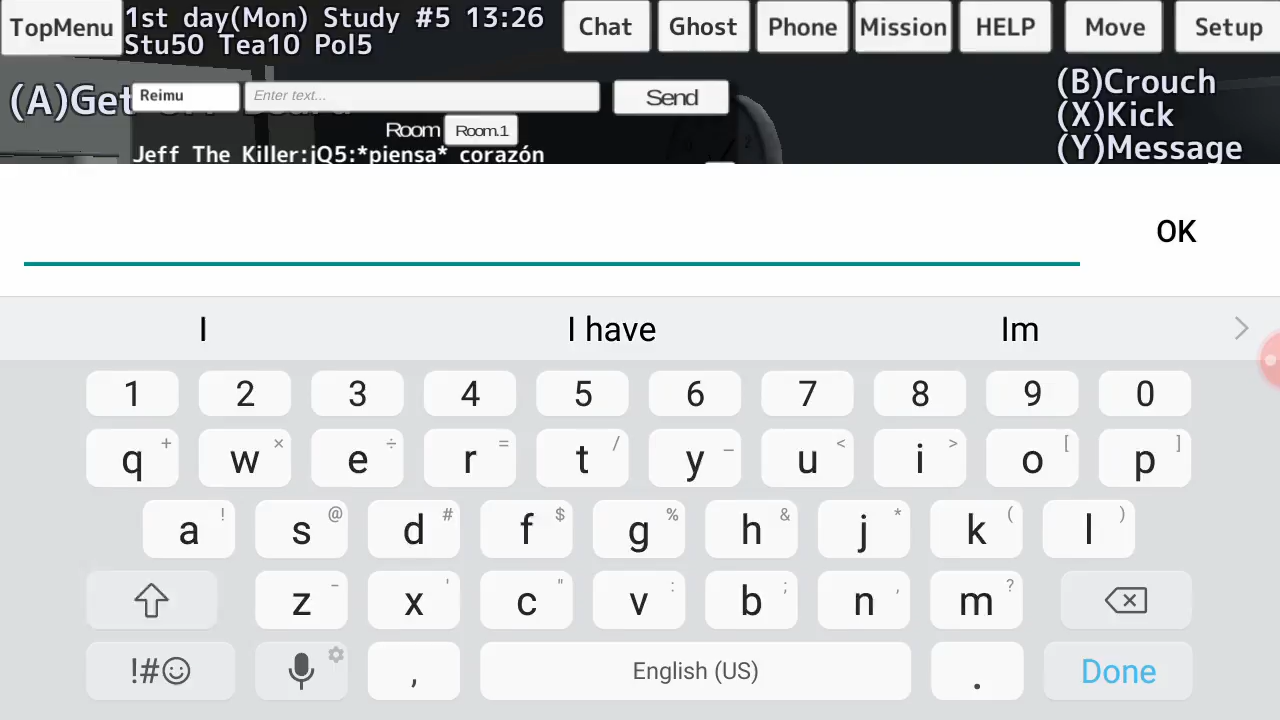 TopMenu
1st day(Mon) Study #5 13:26
Stu50 Tea10 Pol5
Chat
Ghost
Phone
Mission
HELP
Move
Setup
(A)Get
Reimu
Enter text...
Send
(B)Crouch
(X)Kick
(Y)Message
Room
Room.1
Jeff The Killer:jQ5:*piensa* corazón
OK
I
I have
Im
1 2 3 4 5 6 7 8 9 0
q + w × e ÷ r = t / y _ u < i > o [ p ]
a ! s @ d # f $ g % h & j * k ( l )
z - x ' c " v : b ; n , m ?
!#☺ , English (US) . Done